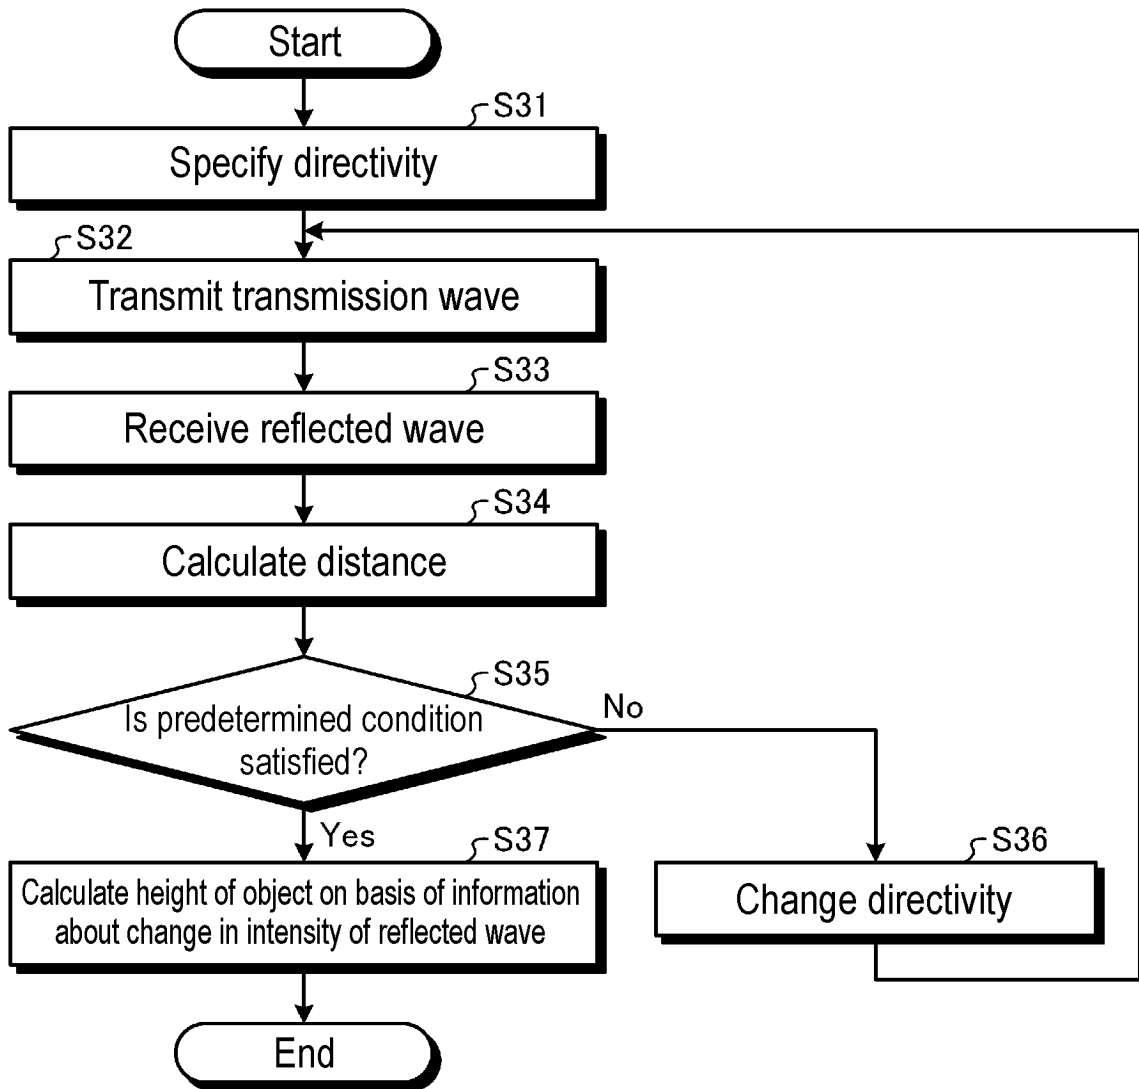 Start
S31
Specify directivity
S32
Transmit transmission wave
S33
Receive reflected wave
S34
Calculate distance
S35
Is predetermined condition
satisfied?
No
Yes
S37
Calculate height of object on basis of information
about change in intensity of reflected wave
S36
Change directivity
End